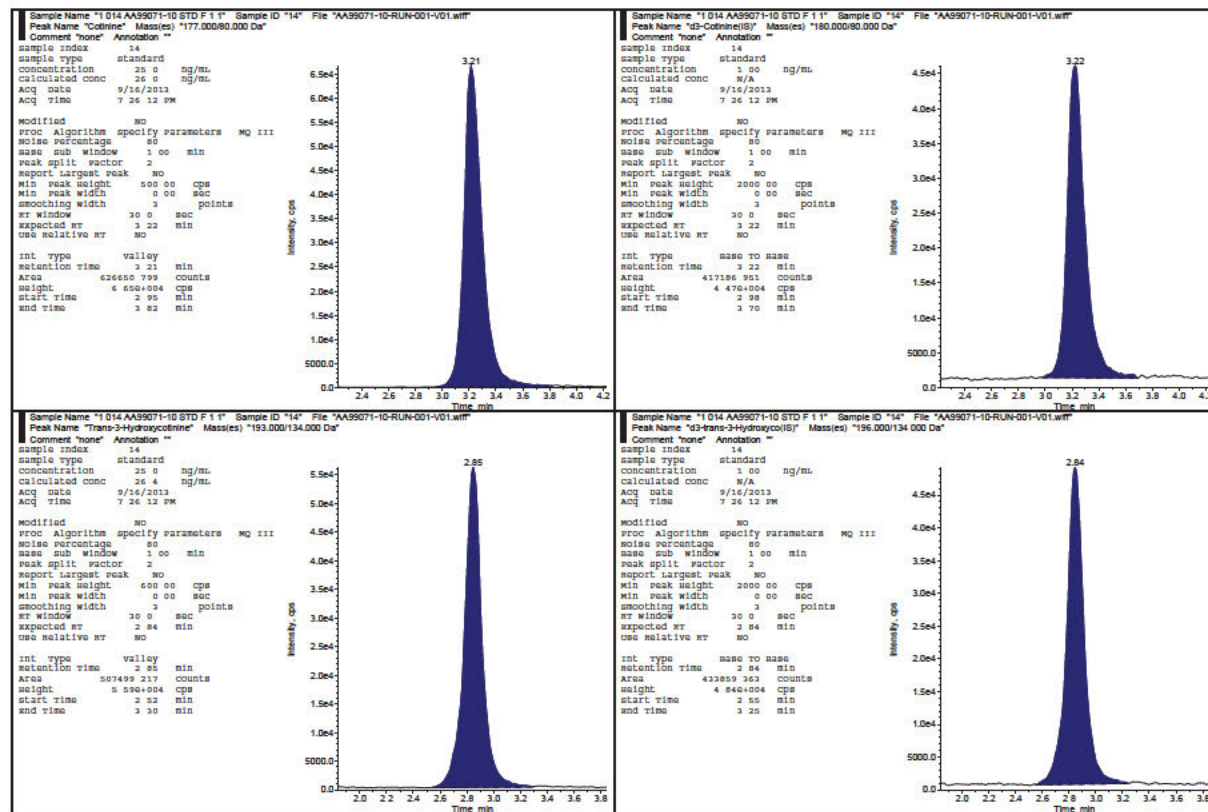 Sample Name "1 014 AA99071-10 STD F 1 1" Sample ID "14" File "AA99071-10-RUN-001-V01.wiff"
Peak Name "Cotinine" Mass(es) "177.000/80.000 Da"
Comment "none" Annotation ""
Sample Index 14
Sample Type standard
Concentration 25 0 ng/mL
Calculated Conc 26 0 ng/mL
Acq Date 9/16/2013
Acq Time 7 26 12 PM
Modified NO
Proc Algorithm Specify Parameters MQ III
Noise Percentage 80
Base Sub Window 1 00 min
Peak Split Factor 2
Report Largest Peak NO
Min Peak Height 500 00 cps
Min Peak Width 0 00 sec
Smoothing Width 3 points
RT Window 30 0 sec
Expected RT 3 22 min
Use Relative RT NO
Int Type valley
Retention Time 3 21 min
Area 626650 799 counts
Height 6 65e+004 cps
Start Time 2 95 min
End Time 3 82 min
3.21
Intensity, cps
6.5e4
6.0e4
5.5e4
5.0e4
4.5e4
4.0e4
3.5e4
3.0e4
2.5e4
2.0e4
1.5e4
1.0e4
5000.0
0.0
2.4 2.6 2.8 3.0 3.2 3.4 3.6 3.8 4.0 4.2
Time min
Sample Name "1 014 AA99071-10 STD F 1 1" Sample ID "14" File "AA99071-10-RUN-001-V01.wiff"
Peak Name "d3-Cotinine(IS)" Mass(es) "180.000/80.000 Da"
Comment "none" Annotation ""
Sample Index 14
Sample Type standard
Concentration 1 00 ng/mL
Calculated Conc N/A
Acq Date 9/16/2013
Acq Time 7 26 12 PM
Modified NO
Proc Algorithm Specify Parameters MQ III
Noise Percentage 80
Base Sub Window 1 00 min
Peak Split Factor 2
Report Largest Peak NO
Min Peak Height 2000 00 cps
Min Peak Width 0 00 sec
Smoothing Width 3 points
RT Window 30 0 sec
Expected RT 3 22 min
Use Relative RT NO
Int Type Base To Base
Retention Time 3 22 min
Area 417186 951 counts
Height 4 47e+004 cps
Start Time 2 98 min
End Time 3 70 min
3.22
Intensity, cps
4.5e4
4.0e4
3.5e4
3.0e4
2.5e4
2.0e4
1.5e4
1.0e4
5000.0
0.0
2.4 2.6 2.8 3.0 3.2 3.4 3.6 3.8 4.0 4.2
Time min
Sample Name "1 014 AA99071-10 STD F 1 1" Sample ID "14" File "AA99071-10-RUN-001-V01.wiff"
Peak Name "Trans-3-Hydroxycotinine" Mass(es) "193.000/134.000 Da"
Comment "none" Annotation ""
Sample Index 14
Sample Type standard
Concentration 25 0 ng/mL
Calculated Conc 26 4 ng/mL
Acq Date 9/16/2013
Acq Time 7 26 12 PM
Modified NO
Proc Algorithm Specify Parameters MQ III
Noise Percentage 80
Base Sub Window 1 00 min
Peak Split Factor 2
Report Largest Peak NO
Min Peak Height 600 00 cps
Min Peak Width 0 00 sec
Smoothing Width 3 points
RT Window 30 0 sec
Expected RT 2 84 min
Use Relative RT NO
Int Type valley
Retention Time 2 85 min
Area 507499 217 counts
Height 5 59e+004 cps
Start Time 2 52 min
End Time 3 30 min
2.85
Intensity, cps
5.5e4
5.0e4
4.5e4
4.0e4
3.5e4
3.0e4
2.5e4
2.0e4
1.5e4
1.0e4
5000.0
0.0
2.0 2.2 2.4 2.6 2.8 3.0 3.2 3.4 3.6 3.8
Time min
Sample Name "1 014 AA99071-10 STD F 1 1" Sample ID "14" File "AA99071-10-RUN-001-V01.wiff"
Peak Name "d3-trans-3-Hydroxyco(IS)" Mass(es) "196.000/134 000 Da"
Comment "none" Annotation ""
Sample Index 14
Sample Type standard
Concentration 1 00 ng/mL
Calculated Conc N/A
Acq Date 9/16/2013
Acq Time 7 26 12 PM
Modified NO
Proc Algorithm Specify Parameters MQ III
Noise Percentage 80
Base Sub Window 1 00 min
Peak Split Factor 2
Report Largest Peak NO
Min Peak Height 2000 00 cps
Min Peak Width 0 00 sec
Smoothing Width 3 points
RT Window 30 0 sec
Expected RT 2 84 min
Use Relative RT NO
Int Type Base To Base
Retention Time 2 84 min
Area 433859 363 counts
Height 4 84e+004 cps
Start Time 2 55 min
End Time 3 25 min
2.84
Intensity, cps
4.5e4
4.0e4
3.5e4
3.0e4
2.5e4
2.0e4
1.5e4
1.0e4
5000.0
0.0
2.0 2.2 2.4 2.6 2.8 3.0 3.2 3.4 3.6 3.8
Time min